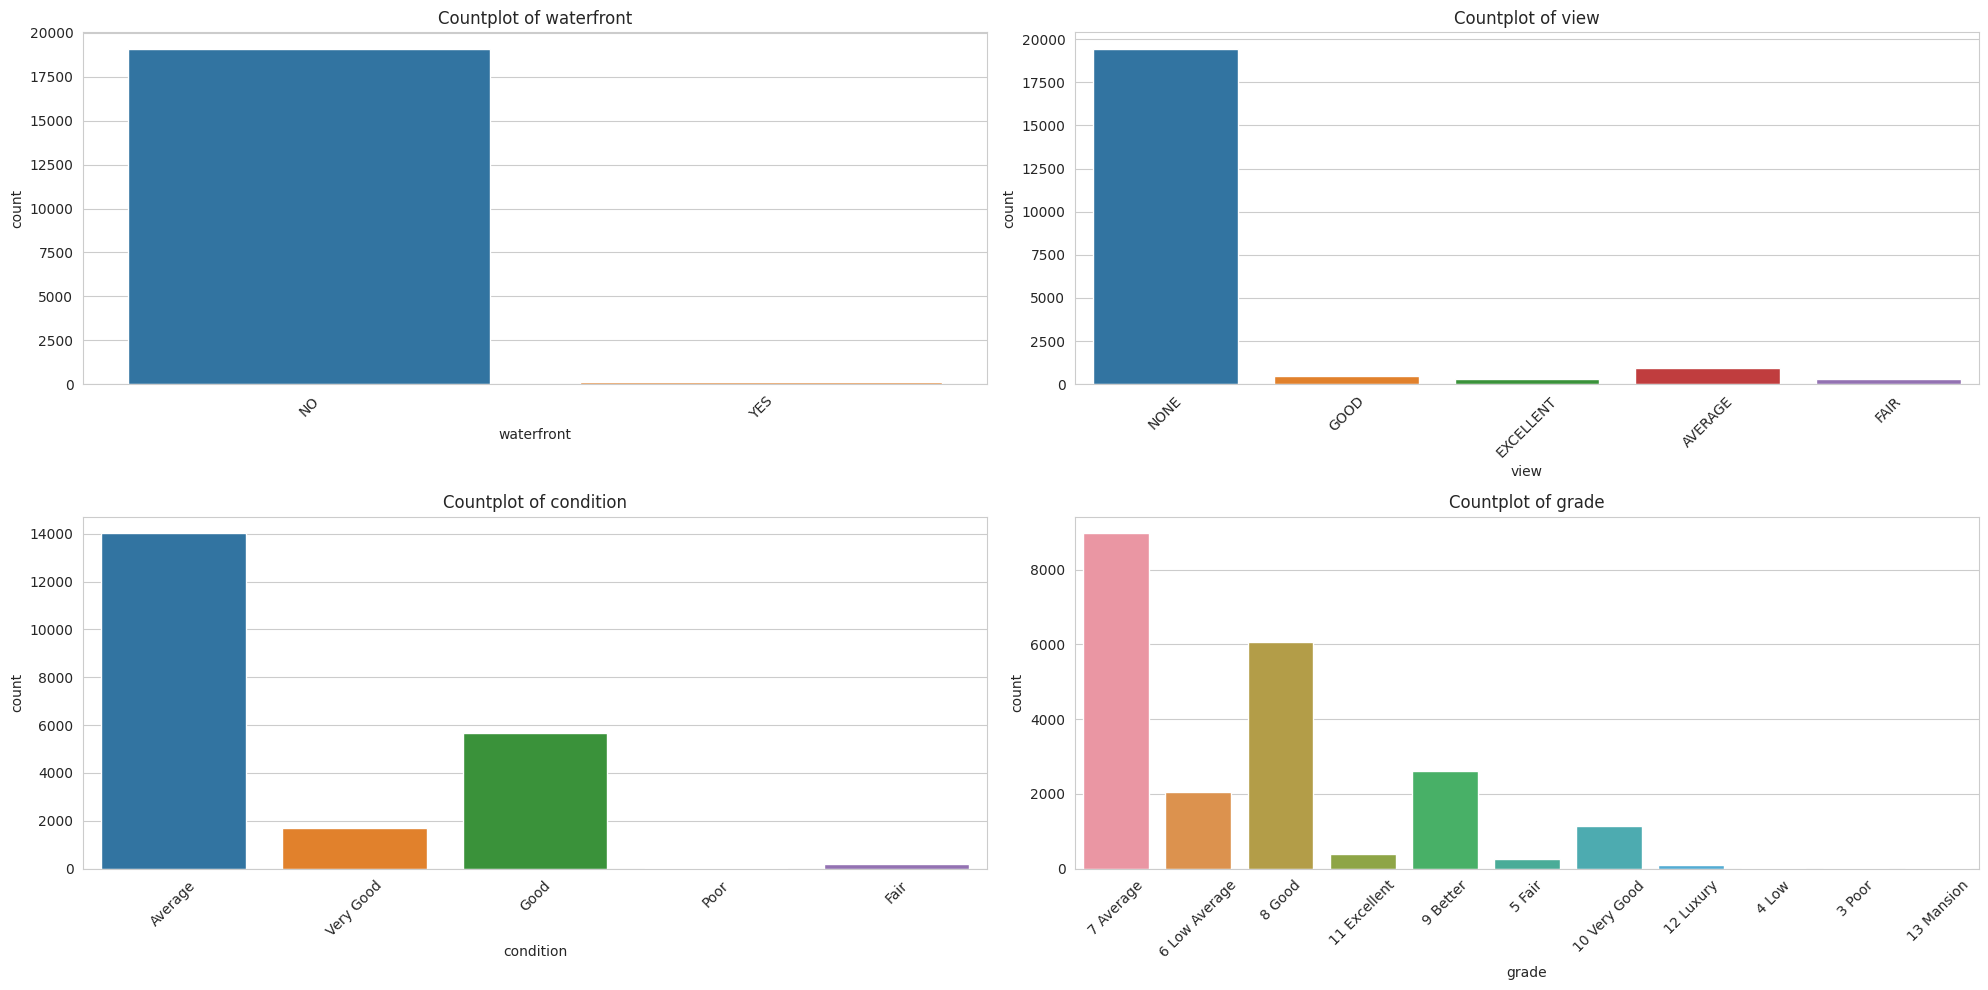 Countplot of waterfront
20000
17500
15000
12500
10000
7500
5000
2500
0
count
NO
YES
waterfront
Countplot of view
20000
17500
15000
12500
10000
7500
5000
2500
0
count
NONE
GOOD
EXCELLENT
AVERAGE
FAIR
view
Countplot of condition
14000
12000
10000
8000
6000
4000
2000
0
count
Average
Very Good
Good
Poor
Fair
condition
Countplot of grade
8000
6000
4000
2000
0
count
7 Average
6 Low Average
8 Good
11 Excellent
9 Better
5 Fair
10 Very Good
12 Luxury
4 Low
3 Poor
13 Mansion
grade